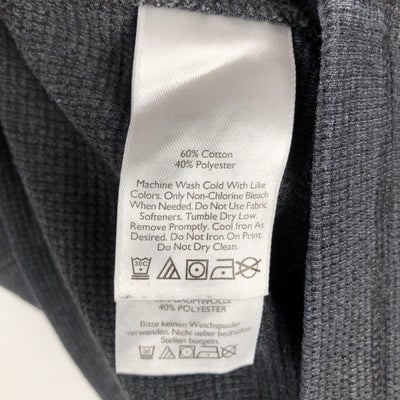 60% Cotton
40% Polyester
Machine Wash Cold With Like
Colors. Only Non-Chlorine Bleach
When Needed. Do Not Use Fabric
Softeners. Tumble Dry Low.
Remove Promptly. Cool Iron As
Desired. Do Not Iron On Print.
Do Not Dry Clean.
30C
40% POLYESTER
Bitte keinen Weichspueler
verwenden. Nicht ueber bedruckte
Stellen buegeln.
30